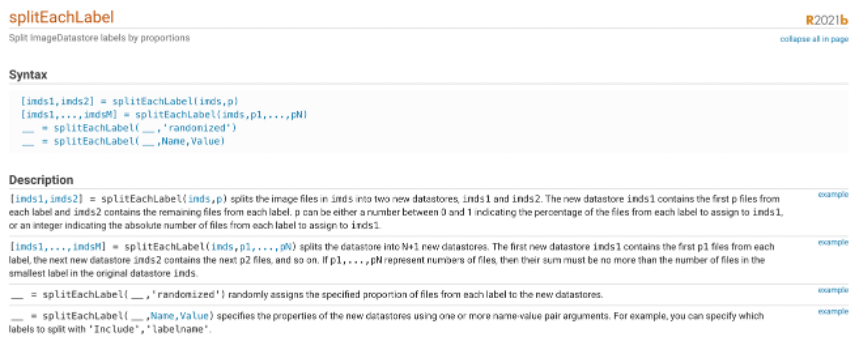 splitEachLabel
R2021b
Split ImageDatastore labels by proportions
collapse all in page
Syntax
[imds1,imds2] = splitEachLabel(imds,p)
[imds1,...,imdsM] = splitEachLabel(imds,p1,...,pN)
__ = splitEachLabel(__,'randomized')
__ = splitEachLabel(__,Name,Value)
Description
[imds1,imds2] = splitEachLabel(imds,p) splits the image files in imds into two new datastores, imds1 and imds2. The new datastore imds1 contains the first p files from
example
each label and imds2 contains the remaining files from each label. p can be either a number between 0 and 1 indicating the percentage of the files from each label to assign to imds1,
or an integer indicating the absolute number of files from each label to assign to imds1.
[imds1,...,imdsM] = splitEachLabel(imds,p1,...,pN) splits the datastore into N+1 new datastores. The first new datastore imds1 contains the first p1 files from each
example
label, the next new datastore imds2 contains the next p2 files, and so on. If p1,...,pN represent numbers of files, then their sum must be no more than the number of files in the
smallest label in the original datastore imds.
__ = splitEachLabel(__,'randomized') randomly assigns the specified proportion of files from each label to the new datastores.
example
__ = splitEachLabel(__,Name,Value) specifies the properties of the new datastores using one or more name-value pair arguments. For example, you can specify which
example
labels to split with 'Include','labelname'.